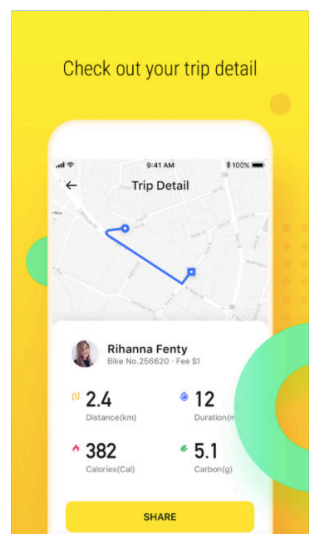 Check out your trip detail
9:41 AM
100%
Trip Detail
Rihanna Fenty
Bike No.256620 · Fee $1
2.4
12
Distance(km)
Duration(m
382
5.1
Calories(Cal)
Carbon(g)
SHARE